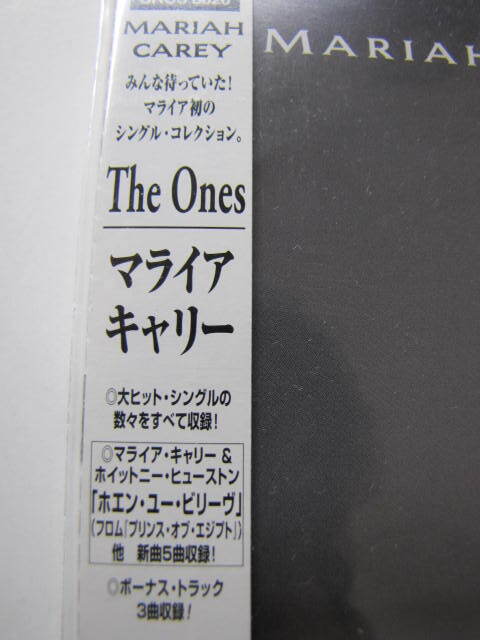 MARIAH
CAREY
みんな待っていた!
マライア初の
シングル・コレクション。
The Ones
マライア
キャリー
◎大ヒット・シングルの
数々をすべて収録!
◎マライア・キャリー &
ホイットニー・ヒューストン
「ホエン・ユー・ビリーヴ」
(フロム『プリンス・オブ・エジプト』)
他 新曲5曲収録!
◎ボーナス・トラック
3曲収録!
MARIAH